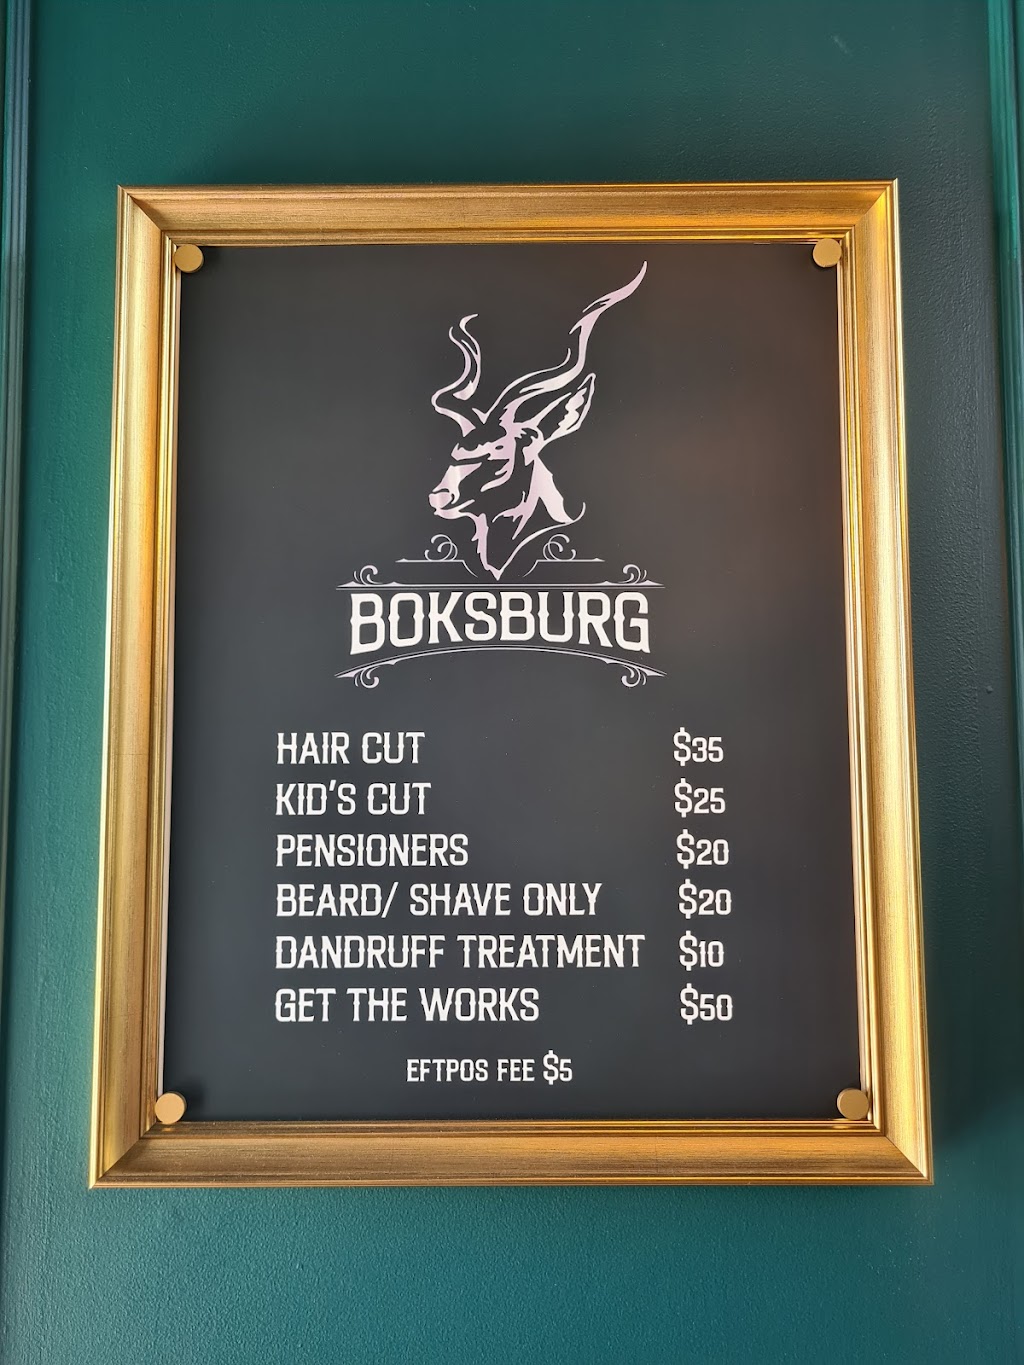 BOKSBURG
HAIR CUT $35
KID'S CUT $25
PENSIONERS $20
BEARD/ SHAVE ONLY $20
DANDRUFF TREATMENT $10
GET THE WORKS $50
EFTPOS FEE $5